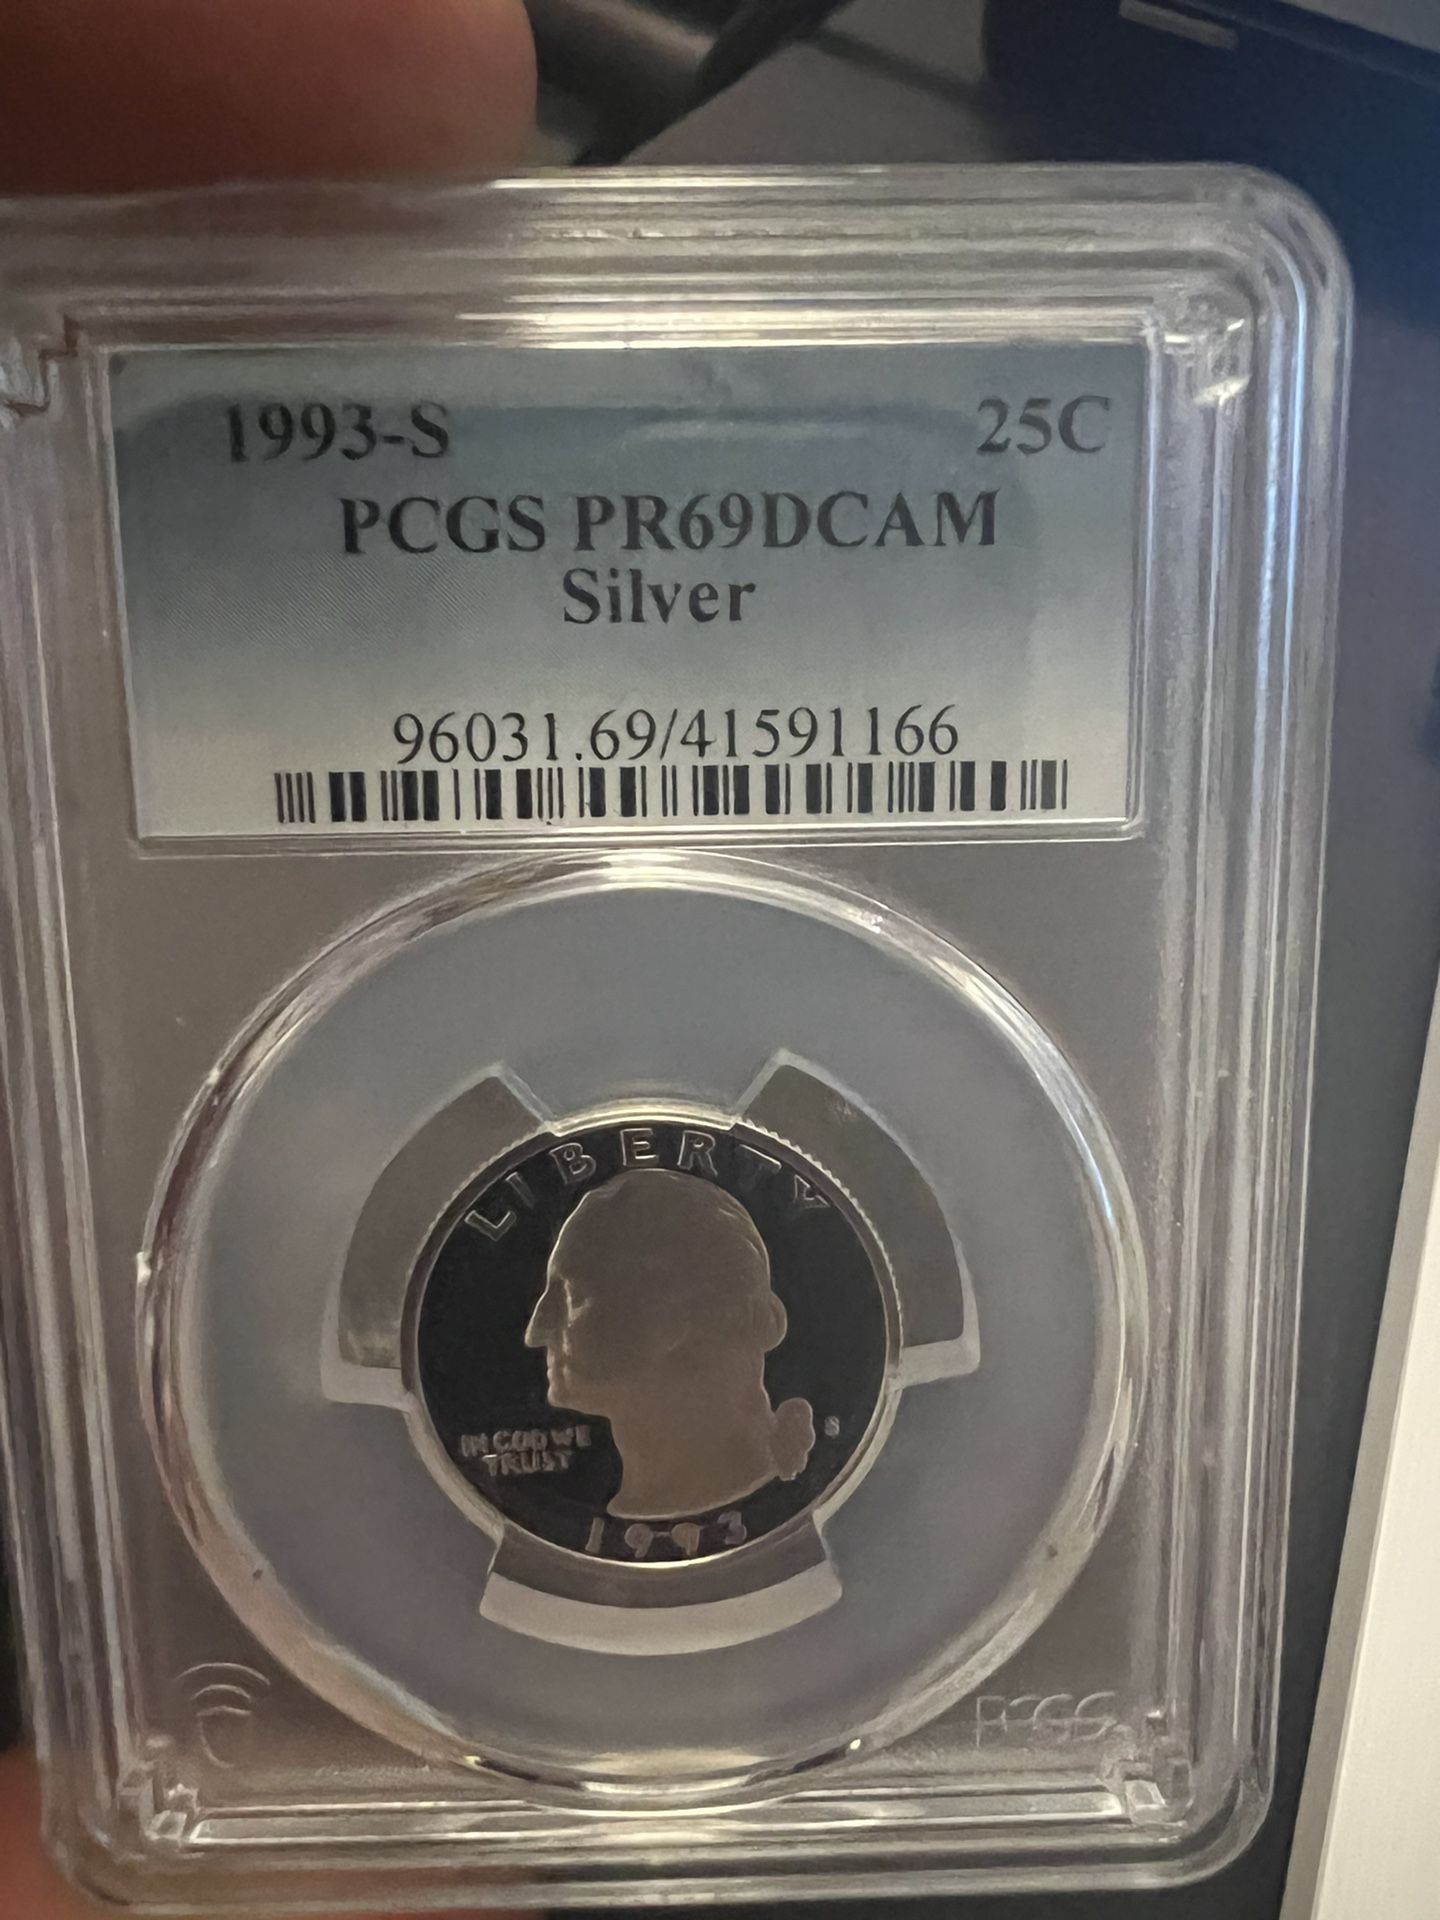 1993-S 25C
PCGS PR69DCAM
Silver
96031.69/41591166
LIBERTY
IN GOD WE
TRUST
S
1993
PCGS